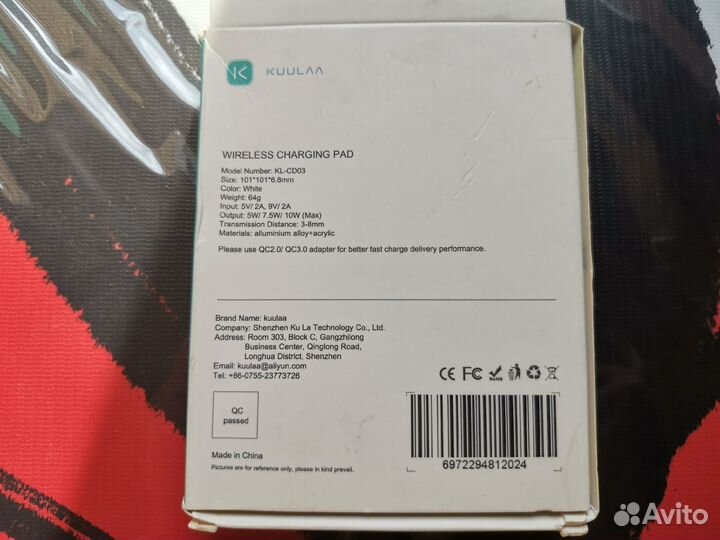 KUULAA
WIRELESS CHARGING PAD
Model Number: KL-CD03
Size: 101*101*6.8mm
Color: White
Weight: 64g
Input: 5V/ 2A, 9V/ 2A
Output: 5W/ 7.5W/ 10W (Max)
Transmission Distance: 3-8mm
Materials: alluminium alloy+acrylic
Please use QC2.0/ QC3.0 adapter for better fast charge delivery performance.
Brand Name: kuulaa
Company: Shenzhen Ku La Technology Co., Ltd.
Address: Room 303, Block C, Gangzhilong
Business Center, Qinglong Road,
Longhua District, Shenzhen
Email: kuulaa@aliyun.com
Tel: +86-0755-23773726
CE FC
QC
passed
Made in China
Pictures are for reference only, please in kind prevail.
6972294812024
Avito